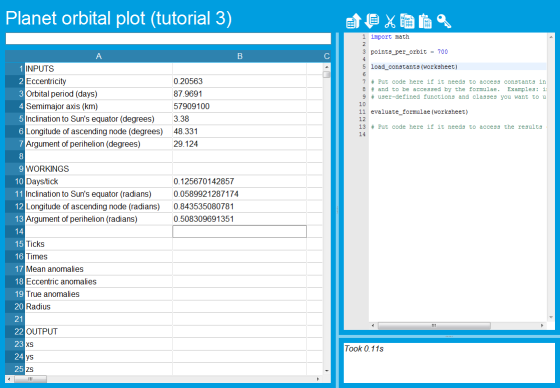 Planet orbital plot (tutorial 3)
A B C
1 INPUTS
2 Eccentricity 0.20563
3 Orbital period (days) 87.9691
4 Semimajor axis (km) 57909100
5 Inclination to Sun's equator (degrees) 3.38
6 Longitude of ascending node (degrees) 48.331
7 Argument of perihelion (degrees) 29.124
8
9 WORKINGS
10 Days/tick 0.125670142857
11 Inclination to Sun's equator (radians) 0.0589921287174
12 Longitude of ascending node (radians) 0.843535080781
13 Argument of perihelion (radians) 0.508309691351
14
15 Ticks
16 Times
17 Mean anomalies
18 Eccentric anomalies
19 True anomalies
20 Radius
21
22 OUTPUT
23 xs
24 ys
25 zs
1 import math
2
3 points_per_orbit = 700
4
5 load_constants(worksheet)
6
7 # Put code here if it needs to access constants in
8 # and to be accessed by the formulae. Examples: i
9 # user-defined functions and classes you want to u
10
11 evaluate_formulae(worksheet)
12
13 # Put code here if it needs to access the results
14
Took 0.11s